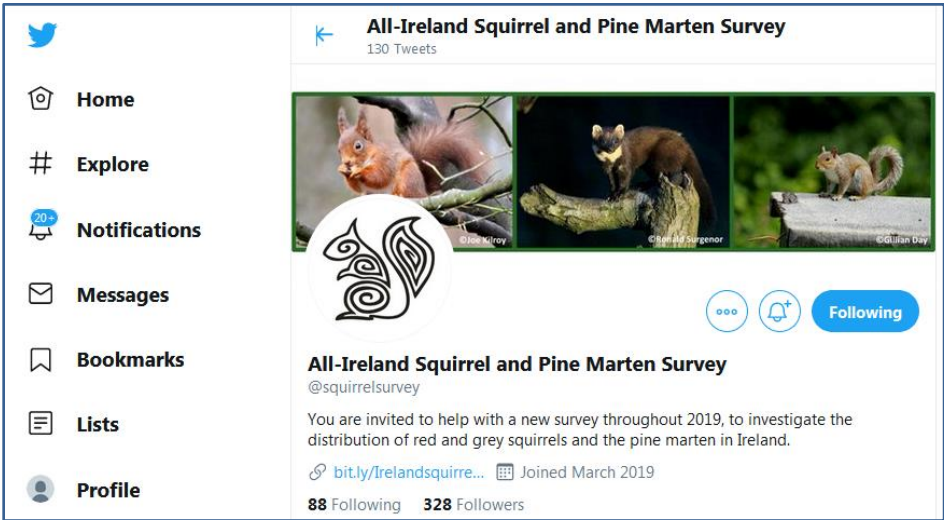 All-Ireland Squirrel and Pine Marten Survey
130 Tweets
Home
Explore
20+
Notifications
Messages
Bookmarks
Lists
Profile
©Joe Kilroy
©Ronald Surgenor
©Gillian Day
Following
All-Ireland Squirrel and Pine Marten Survey
@squirrelsurvey
You are invited to help with a new survey throughout 2019, to investigate the
distribution of red and grey squirrels and the pine marten in Ireland.
bit.ly/Irelandsquirre... Joined March 2019
88 Following 328 Followers